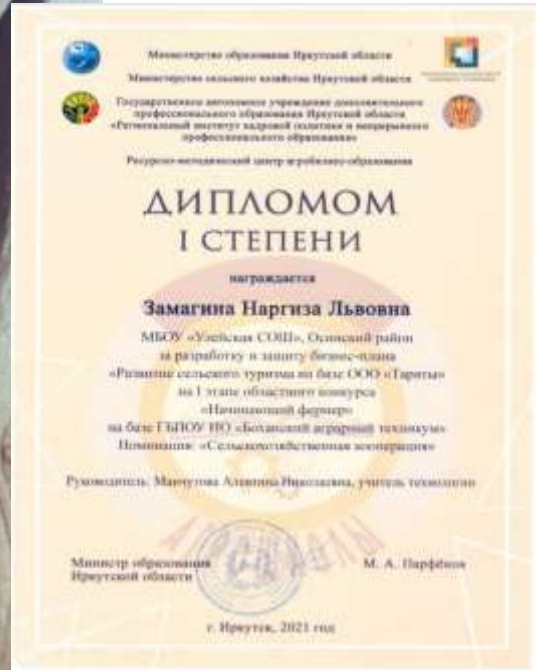 Министерство образования Иркутской области
Министерство сельского хозяйства Иркутской области
Государственное автономное учреждение дополнительного
профессионального образования Иркутской области
«Региональный институт кадровой политики и непрерывного
профессионального образования»
Ресурсно-методический центр агробизнес-образования
ДИПЛОМОМ
I СТЕПЕНИ
награждается
Замагина Наргиза Львовна
МБОУ «Улейская СОШ», Осинский район
за разработку и защиту бизнес-плана
«Развитие сельского туризма на базе ООО «Тариты»
на I этапе областного конкурса
«Начинающий фермер»
на базе ГБПОУ ИО «Боханский аграрный техникум»
Номинация: «Сельскохозяйственная кооперация»
Руководитель: Манчутова Алевтина Николаевна, учитель технологии
Министр образования
Иркутской области
М. А. Парфёнов
г. Иркутск, 2021 год